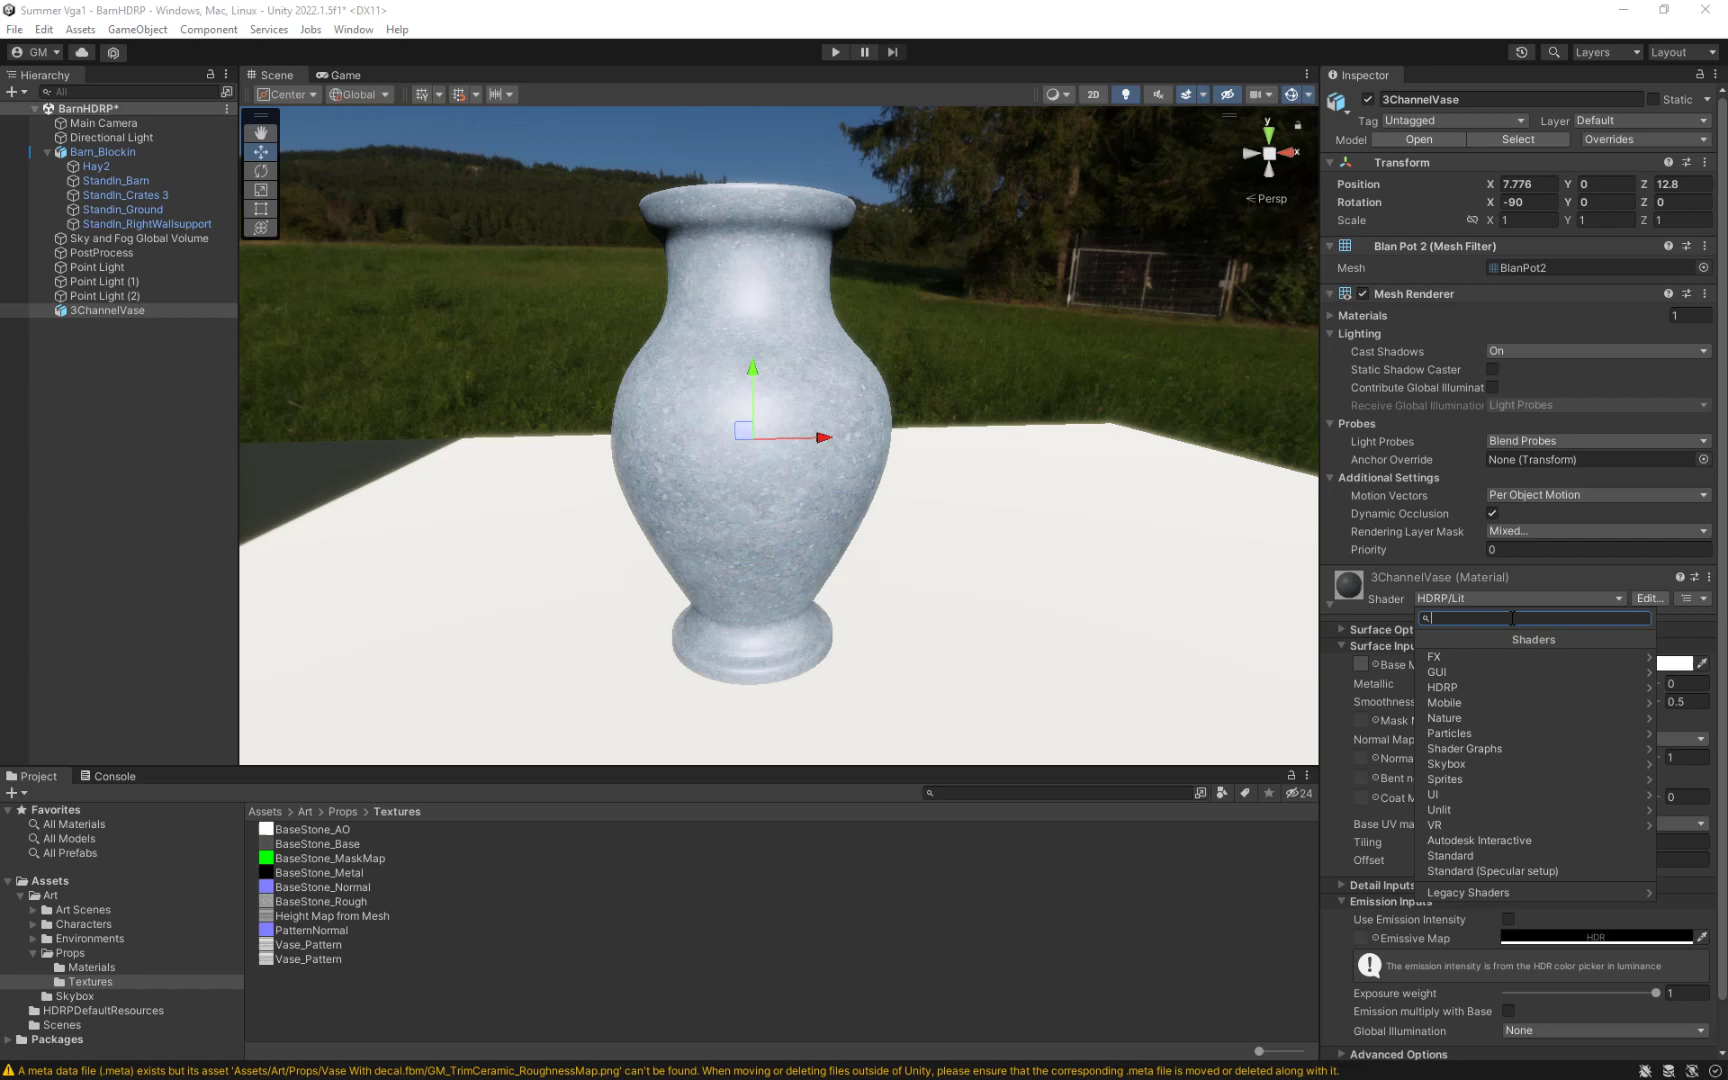 Summer Vga1 - BarnHDRP - Windows, Mac, Linux - Unity 2022.1.5f1* <DX11>
File Edit Assets GameObject Component Services Jobs Window Help
GM Layers Layout
Hierarchy
All
BarnHDRP*
Main Camera
Directional Light
Barn_Blockin
Hay2
StandIn_Barn
StandIn_Crates 3
Standin_Ground
StandIn_RightWallsupport
Sky and Fog Global Volume
PostProcess
Point Light
Point Light (1)
Point Light (2)
3ChannelVase
Scene Game
Center Global 2D
y
x
Persp
Inspector
3ChannelVase Static
Tag Untagged Layer Default
Model Open Select Overrides
Transform
Position X 7.776 Y 0 Z 12.8
Rotation X -90 Y 0 Z 0
Scale X 1 Y 1 Z 1
Blan Pot 2 (Mesh Filter)
Mesh BlanPot2
Mesh Renderer
Materials 1
Lighting
Cast Shadows On
Static Shadow Caster
Contribute Global Illuminat
Receive Global Illumination Light Probes
Probes
Light Probes Blend Probes
Anchor Override None (Transform)
Additional Settings
Motion Vectors Per Object Motion
Dynamic Occlusion
Rendering Layer Mask Mixed...
Priority 0
3ChannelVase (Material)
Shader HDRP/Lit Edit...
Surface Opt
Surface Inpu
Base M
Metallic 0
Smoothness 0.5
Mask M
Normal Map
Norma 1
Bent n
Coat M 0
Base UV ma
Tiling
Offset
Detail Inputs
Emission Inputs
Shaders
FX
GUI
HDRP
Mobile
Nature
Particles
Shader Graphs
Skybox
Sprites
UI
Unlit
VR
Autodesk Interactive
Standard
Standard (Specular setup)
Legacy Shaders
Use Emission Intensity
Emissive Map HDR
The emission intensity is from the HDR color picker in luminance
Exposure weight 1
Emission multiply with Base
Global Illumination None
Advanced Options
Project Console
24
Favorites
All Materials
All Models
All Prefabs
Assets
Art
Art Scenes
Characters
Environments
Props
Materials
Textures
Skybox
HDRPDefaultResources
Scenes
Packages
Assets > Art > Props > Textures
BaseStone_AO
BaseStone_Base
BaseStone_MaskMap
BaseStone_Metal
BaseStone_Normal
BaseStone_Rough
Height Map from Mesh
PatternNormal
Vase_Pattern
Vase_Pattern
A meta data file (.meta) exists but its asset 'Assets/Art/Props/Vase With decal.fbm/GM_TrimCeramic_RoughnessMap.png' can't be found. When moving or deleting files outside of Unity, please ensure that the corresponding .meta file is moved or deleted along with it.